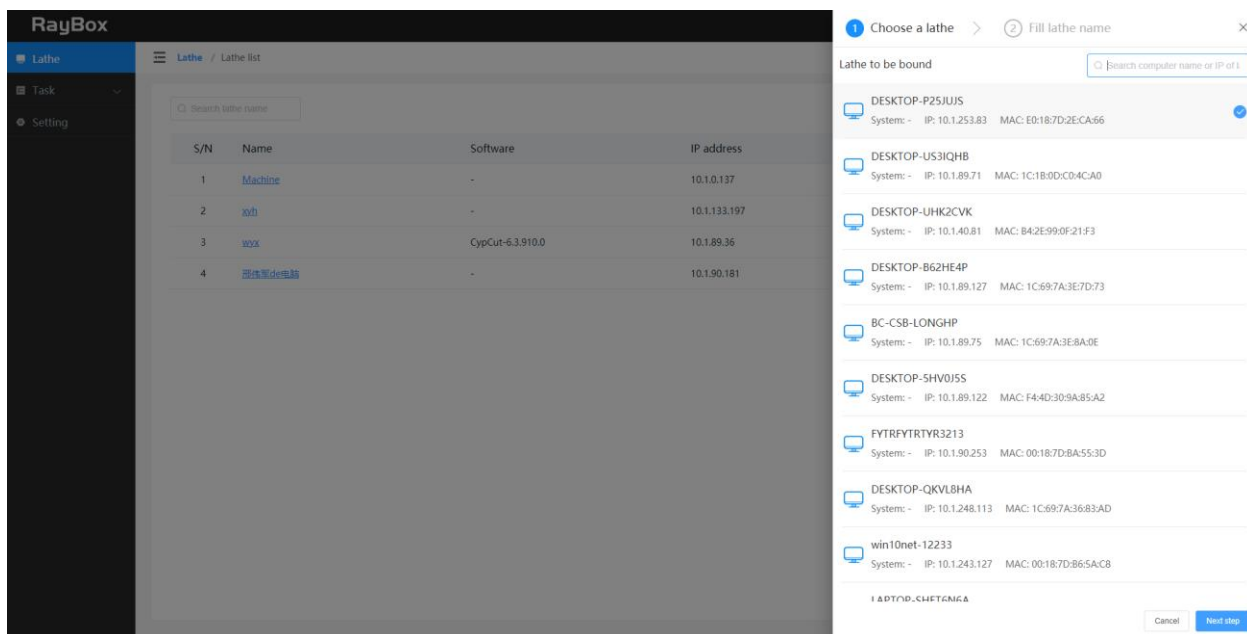 RayBox
Lathe
Task
Setting
Lathe / Lathe list
Search lathe name
S/N Name Software IP address
1 Machine - 10.1.0.137
2 xyh - 10.1.133.197
3 wyx CypCut-6.3.910.0 10.1.89.36
4 邢伟军de电脑 - 10.1.90.181
1 Choose a lathe 2 Fill lathe name
Lathe to be bound
Search computer name or IP of t
DESKTOP-P25JUJS
System: - IP: 10.1.253.83 MAC: E0:18:7D:2E:CA:66
DESKTOP-US3IQHB
System: - IP: 10.1.89.71 MAC: 1C:1B:0D:C0:4C:A0
DESKTOP-UHK2CVK
System: - IP: 10.1.40.81 MAC: B4:2E:99:0F:21:F3
DESKTOP-B62HE4P
System: - IP: 10.1.89.127 MAC: 1C:69:7A:3E:7D:73
BC-CSB-LONGHP
System: - IP: 10.1.89.75 MAC: 1C:69:7A:3E:8A:0E
DESKTOP-5HV0J5S
System: - IP: 10.1.89.122 MAC: F4:4D:30:9A:85:A2
FYTRFYTRTYR3213
System: - IP: 10.1.90.253 MAC: 00:18:7D:BA:55:3D
DESKTOP-QKVL8HA
System: - IP: 10.1.248.113 MAC: 1C:69:7A:36:83:AD
win10net-12233
System: - IP: 10.1.243.127 MAC: 00:18:7D:B6:5A:C8
LAPTOP-SHFT6N6A
Cancel Next step